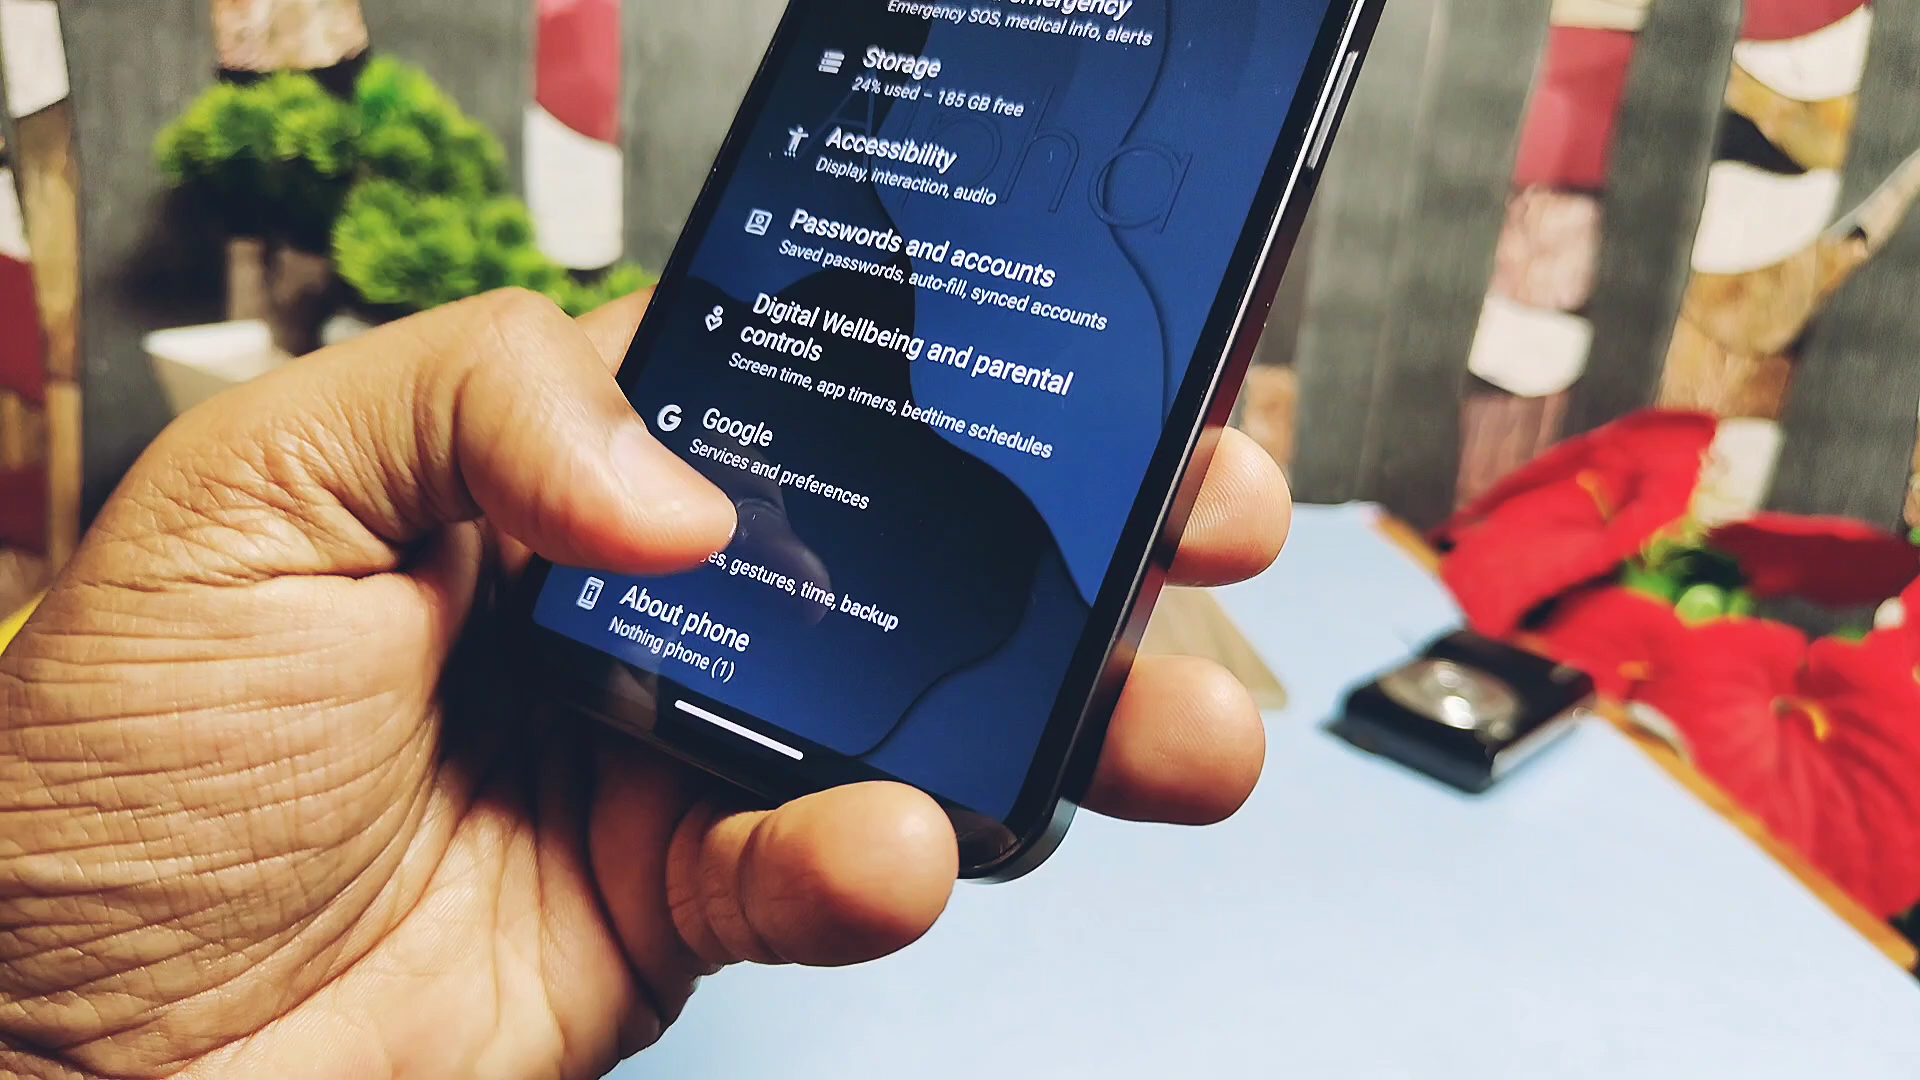 emergency
Emergency SOS, medical info, alerts
Storage
24% used – 185 GB free
Alpha
Accessibility
Display, interaction, audio
Passwords and accounts
Saved passwords, auto-fill, synced accounts
Digital Wellbeing and parental
controls
Screen time, app timers, bedtime schedules
Google
Services and preferences
gestures, time, backup
About phone
Nothing phone (1)